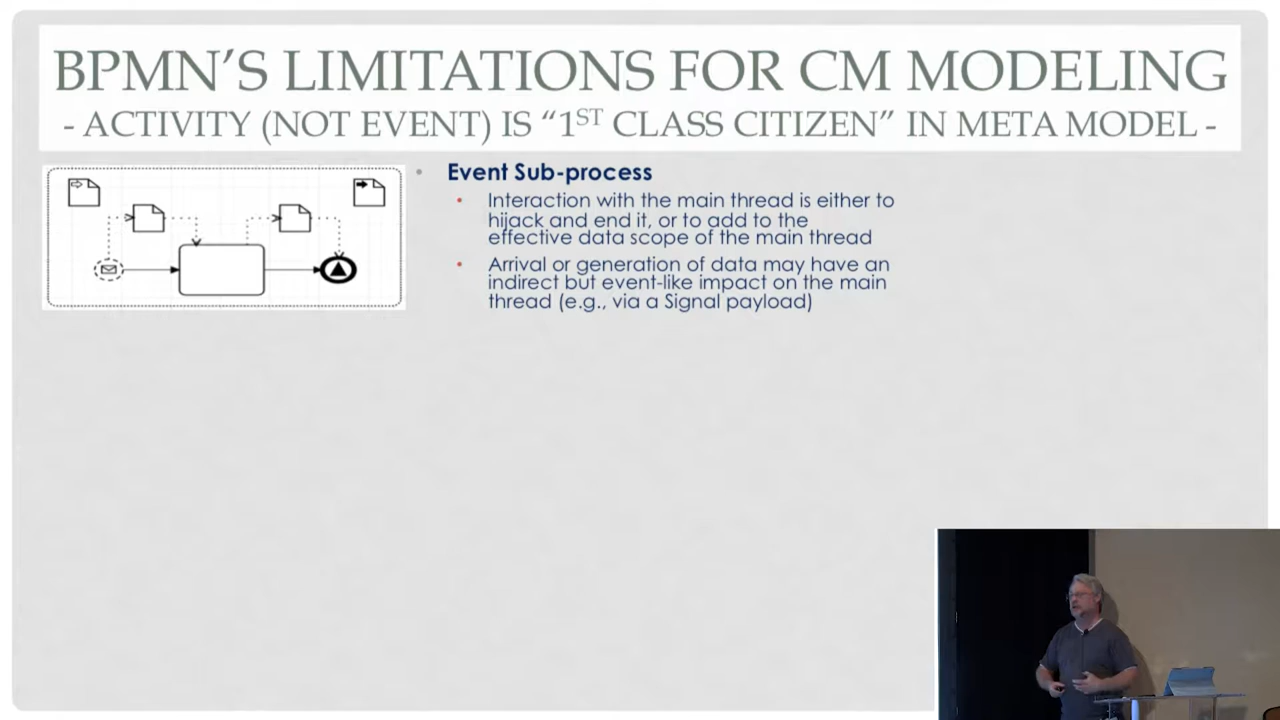 BPMN'S LIMITATIONS FOR CM MODELING
- ACTIVITY (NOT EVENT) IS "1ST CLASS CITIZEN" IN META MODEL -
• Event Sub-process
• Interaction with the main thread is either to
hijack and end it, or to add to the
effective data scope of the main thread
• Arrival or generation of data may have an
indirect but event-like impact on the main
thread (e.g., via a Signal payload)